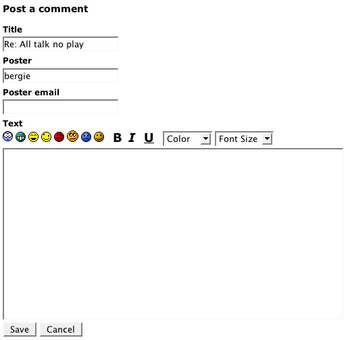 Post a comment
Title
Re: All talk no play
Poster
bergie
Poster email
Text
B I U Color Font Size
Save Cancel